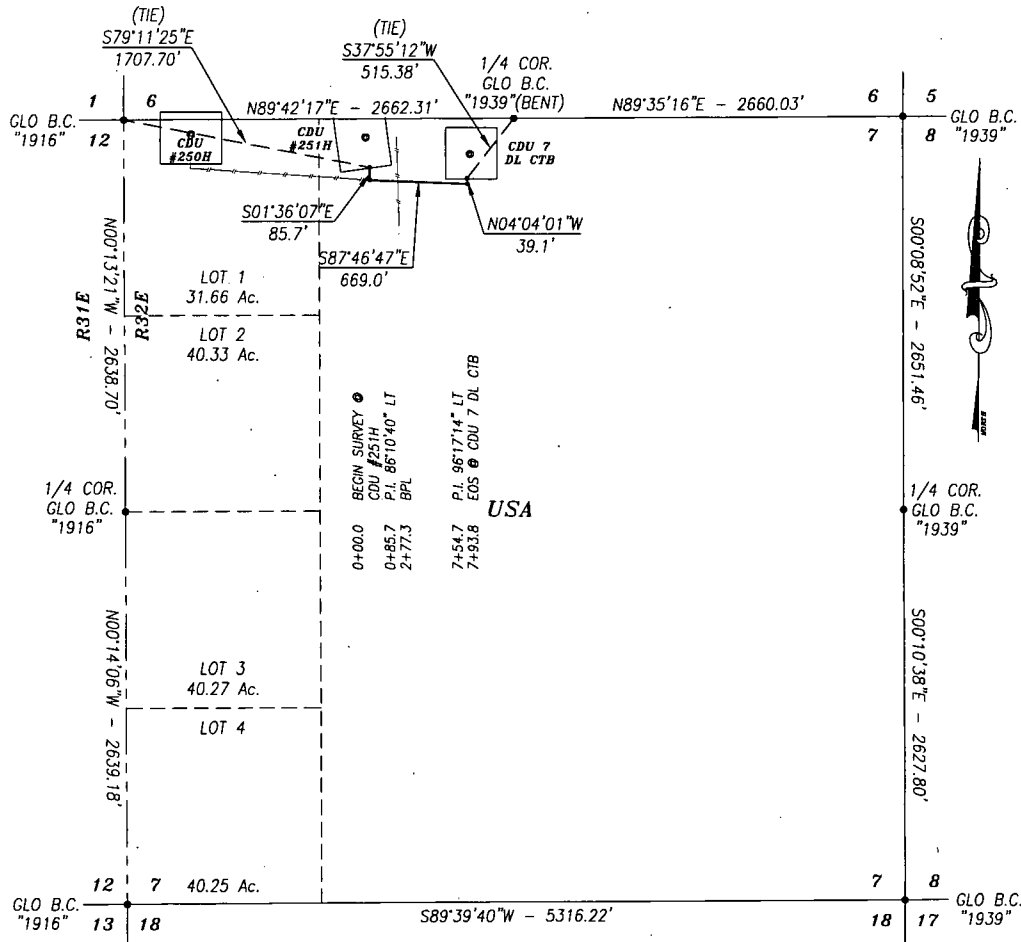 (TIE)
S79°11'25"E
1707.70'
(TIE)
S37°55'12"W
515.38'
1/4 COR.
GLO B.C.
"1939"(BENT)
1 6
N89°42'17"E - 2662.31'
N89°35'16"E - 2660.03'
6 5
GLO B.C.
"1916"
12
7 8
GLO B.C.
"1939"
CDU
#250H
CDU
#251H
CDU 7
DL CTB
S01°36'07"E
85.7'
N04°04'01"W
39.1'
S87°46'47"E
669.0'
N00°13'21"W - 2638.70'
S00°08'52"E - 2651.46'
R31E
R32E
LOT 1
31.66 Ac.
LOT 2
40.33 Ac.
NORTH
0+00.0 BEGIN SURVEY @
CDU #251H
0+85.7 P.I. 86°10'40" LT
2+77.3 BPL
7+54.7 P.I. 96°17'14" LT
7+93.8 EOS @ CDU 7 DL CTB
USA
1/4 COR.
GLO B.C.
"1916"
1/4 COR.
GLO B.C.
"1939"
N00°14'06"W - 2639.18'
S00°10'38"E - 2627.80'
LOT 3
40.27 Ac.
LOT 4
12 7
40.25 Ac.
7 8
GLO B.C.
"1916"
13 18
S89°39'40"W - 5316.22'
18 17
GLO B.C.
"1939"